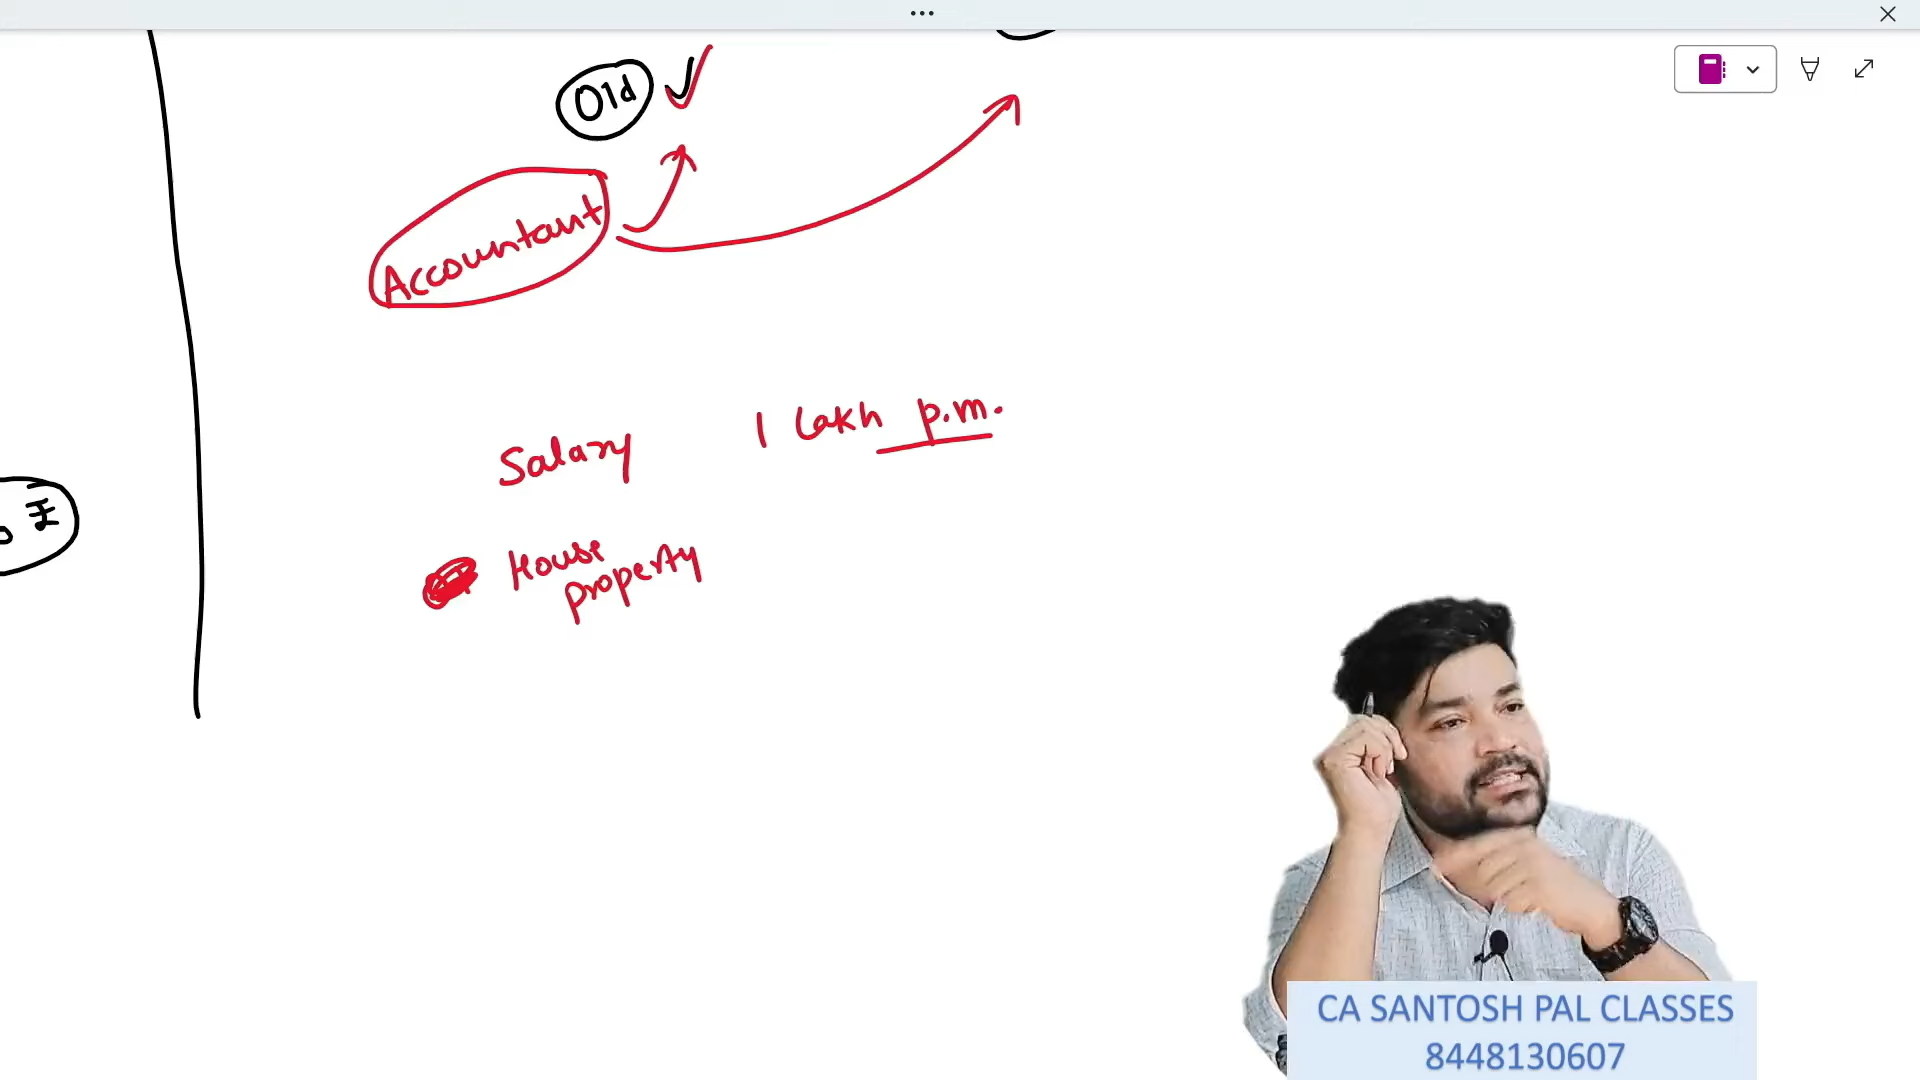 Old
Accountant
Salary 1 Lakh p.m.
House
property
₹
CA SANTOSH PAL CLASSES
8448130607